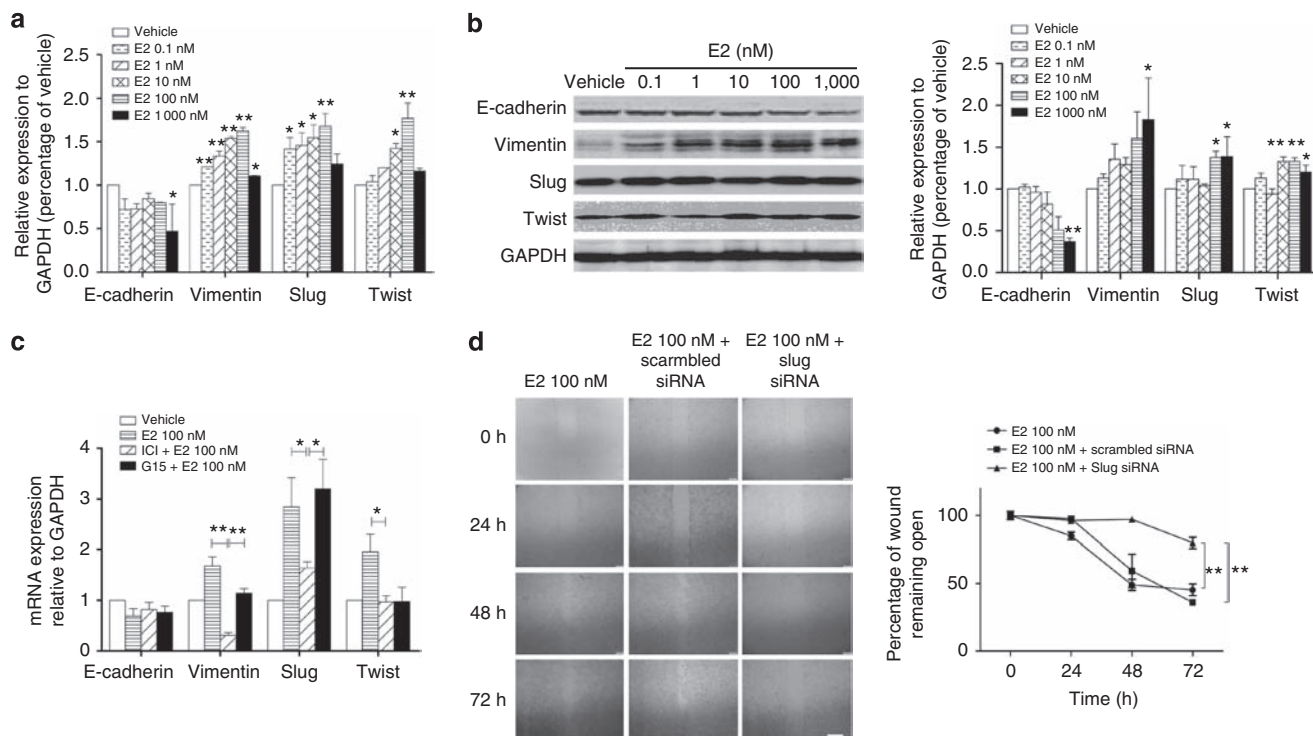 a
Vehicle
E2 0.1 nM
E2 1 nM
E2 10 nM
E2 100 nM
E2 1000 nM
Relative expression to
GAPDH (percentage of vehicle)
2.5
2.0
1.5
1.0
0.5
0.0
** ** ** ** *
* * * **
* **
*
E-cadherin Vimentin Slug Twist
b
E2 (nM)
Vehicle 0.1 1 10 100 1,000
E-cadherin
Vimentin
Slug
Twist
GAPDH
Vehicle
E2 0.1 nM
E2 1 nM
E2 10 nM
E2 100 nM
E2 1000 nM
Relative expression to
GAPDH (percentage of vehicle)
2.5
2.0
1.5
1.0
0.5
0.0
**
*
* *
** ** *
E-cadherin Vimentin Slug Twist
c
Vehicle
E2 100 nM
ICI + E2 100 nM
G15 + E2 100 nM
mRNA expression
relative to GAPDH
4
3
2
1
0
** **
* *
*
E-cadherin Vimentin Slug Twist
d
E2 100 nM
E2 100 nM +
scarmbled
siRNA
E2 100 nM +
slug
siRNA
0 h
24 h
48 h
72 h
E2 100 nM
E2 100 nM + scrambled siRNA
E2 100 nM + Slug siRNA
Percentage of wound
remaining open
100
50
0
** **
0 24 48 72
Time (h)